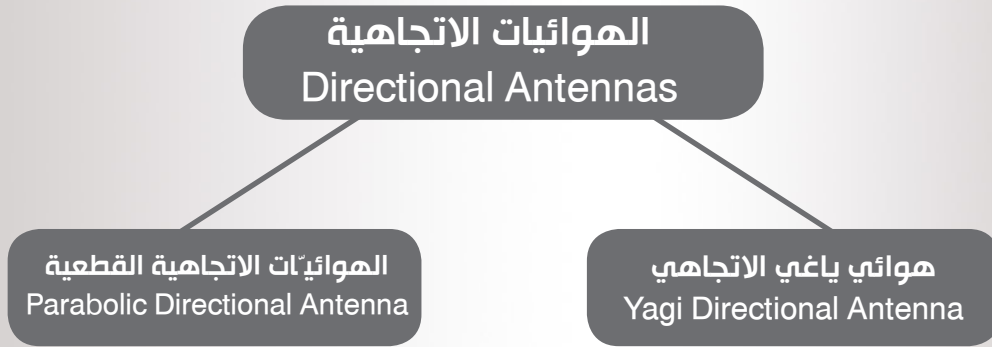 الهوائيات الاتجاهية
Directional Antennas
هوائي ياغي الاتجاهي
Yagi Directional Antenna
الهوائيّات الاتجاهية القطعية
Parabolic Directional Antenna